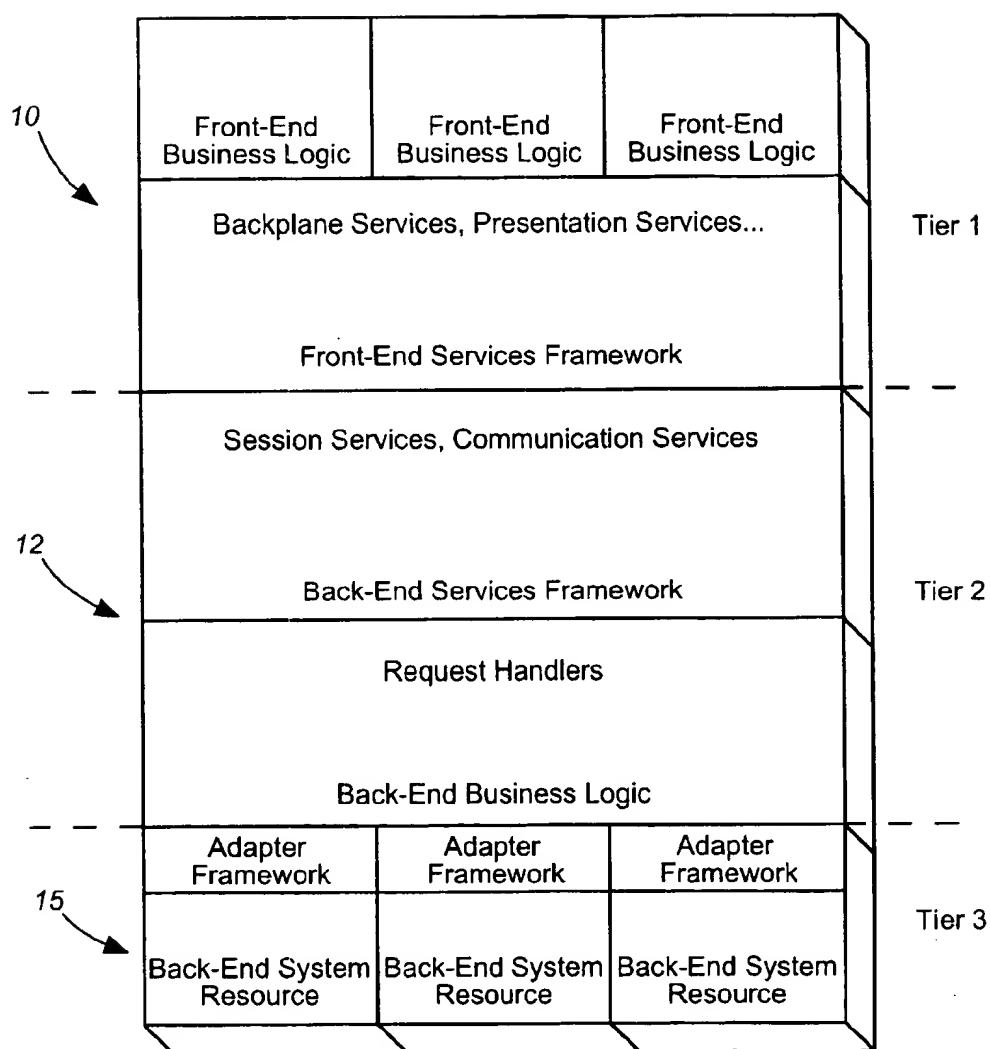 10
Front-End
Business Logic
Front-End
Business Logic
Front-End
Business Logic
Backplane Services, Presentation Services...
Tier 1
Front-End Services Framework
Session Services, Communication Services
12
Back-End Services Framework
Tier 2
Request Handlers
Back-End Business Logic
Adapter
Framework
Adapter
Framework
Adapter
Framework
15
Tier 3
Back-End System
Resource
Back-End System
Resource
Back-End System
Resource